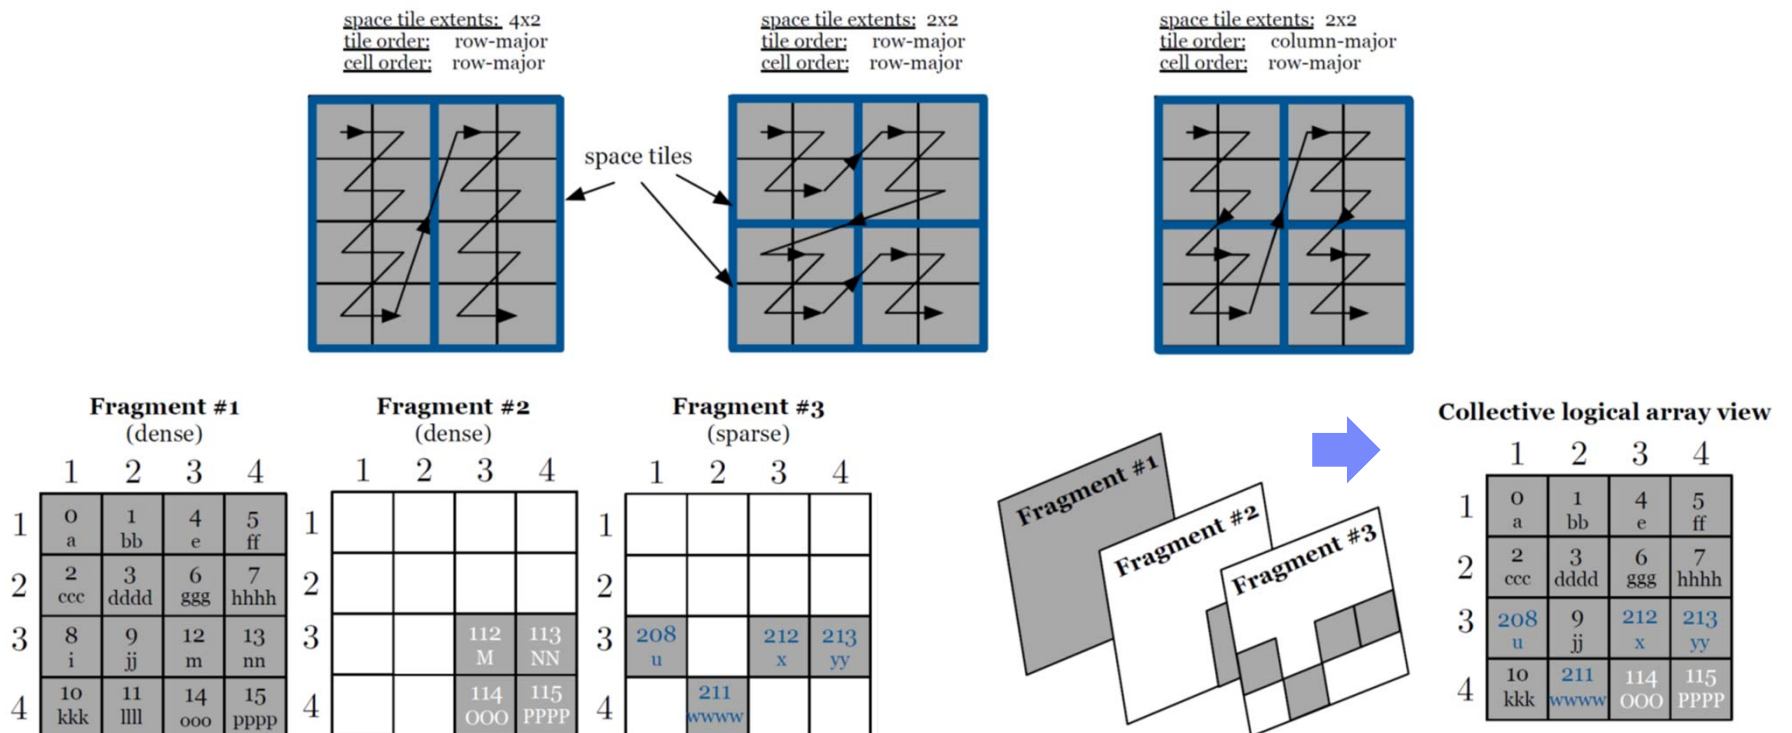 space tile extents: 4x2
tile order: row-major
cell order: row-major
space tile extents: 2x2
tile order: row-major
cell order: row-major
space tile extents: 2x2
tile order: column-major
cell order: row-major
space tiles
Fragment #1
(dense)
1 2 3 4
1 0 1 4 5
a bb e ff
2 2 3 6 7
ccc dddd ggg hhhh
3 8 9 12 13
i jj m nn
4 10 11 14 15
kkk llll ooo pppp
Fragment #2
(dense)
1 2 3 4
1
2
3 112 113
M NN
4 114 115
OOO PPPP
Fragment #3
(sparse)
1 2 3 4
1
2
3 208 212 213
u x yy
4 211
wwww
Fragment #1
Fragment #2
Fragment #3
Collective logical array view
1 2 3 4
1 0 1 4 5
a bb e ff
2 2 3 6 7
ccc dddd ggg hhhh
3 208 9 212 213
u jj x yy
4 10 211 114 115
kkk wwww OOO PPPP